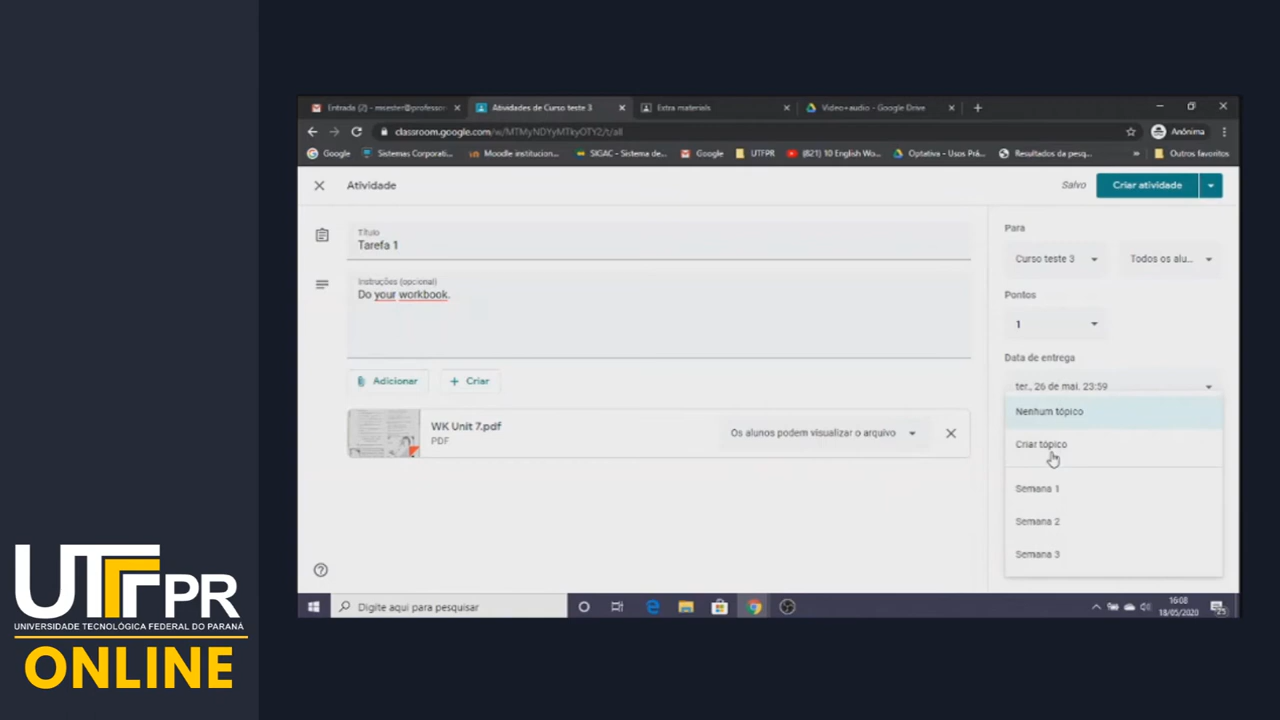 Entrada (2) - msester@professor
Atividades de Curso teste 3
Extra materials
Video+audio - Google Drive
classroom.google.com/w/MTMyNDYyMTkyOTY2/t/all
Anônima
Google
Sistemas Corporati...
Moodle institucion...
SIGAC - Sistema de...
Google
UTFPR
(821) 10 English Wo...
Optativa - Usos Prá...
Resultados da pesq...
Outros favoritos
Atividade
Salvo
Criar atividade
Título
Tarefa 1
Instruções (opcional)
Do your workbook.
Adicionar
Criar
WK Unit 7.pdf
PDF
Os alunos podem visualizar o arquivo
Para
Curso teste 3
Todos os alu...
Pontos
1
Data de entrega
ter., 26 de mai. 23:59
Nenhum tópico
Criar tópico
Semana 1
Semana 2
Semana 3
Digite aqui para pesquisar
16:08
18/05/2020
UTFPR
UNIVERSIDADE TECNOLÓGICA FEDERAL DO PARANÁ
ONLINE